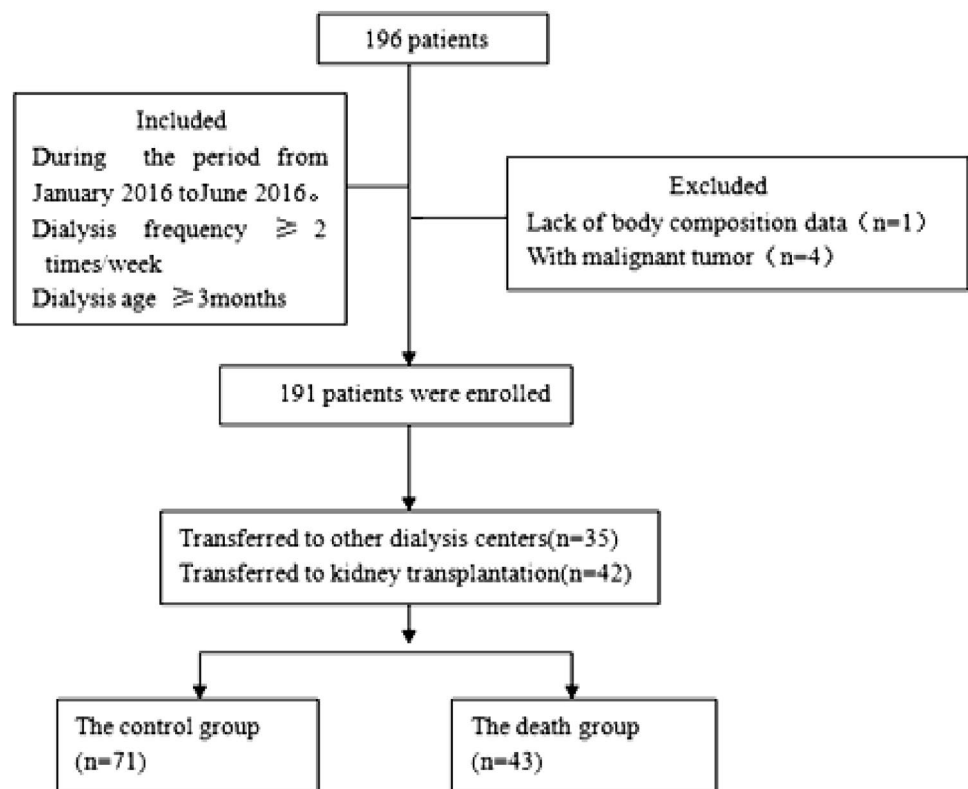 196 patients
Included
During the period from
January 2016 toJune 2016。
Dialysis frequency ≥ 2
times/week
Dialysis age ≥3months
Excluded
Lack of body composition data（n=1）
With malignant tumor（n=4）
191 patients were enrolled
Transferred to other dialysis centers(n=35)
Transferred to kidney transplantation(n=42)
The control group
(n=71)
The death group
(n=43)